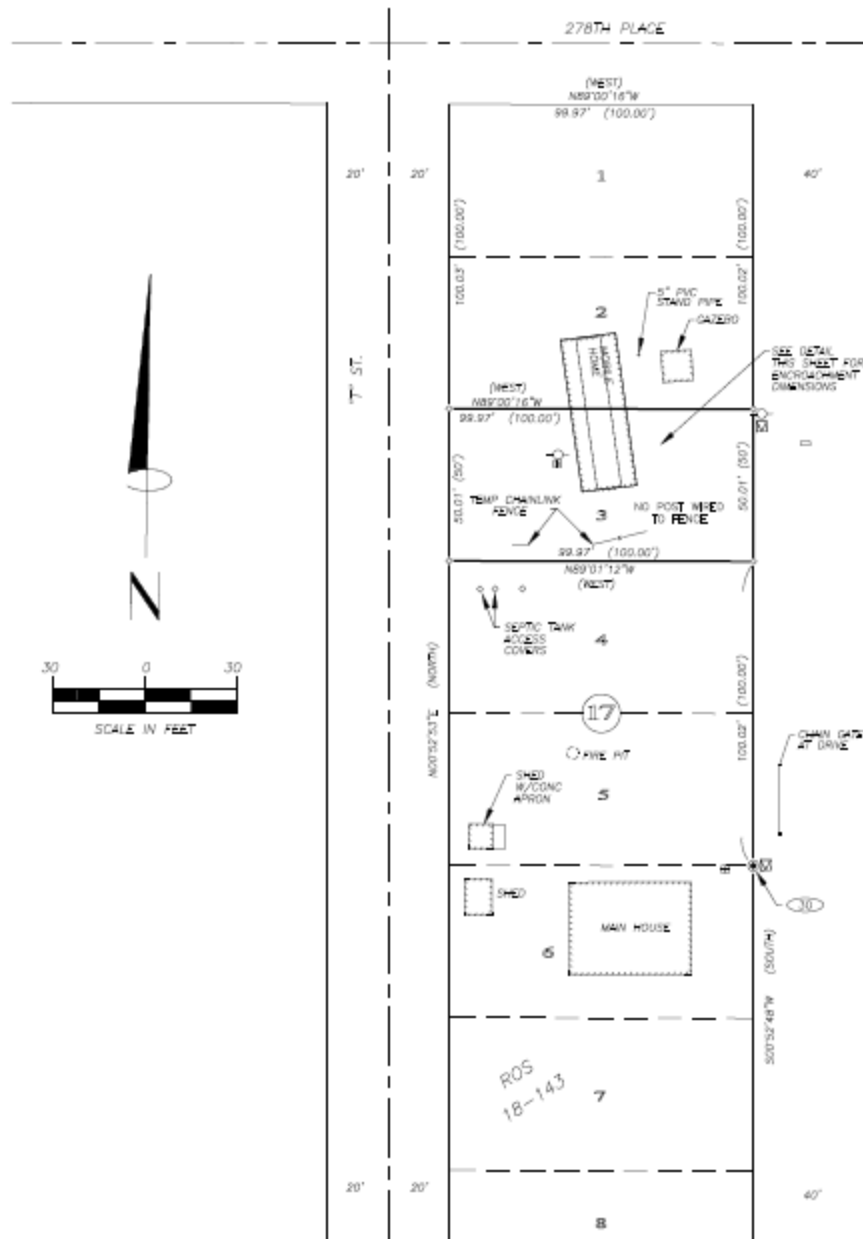 278TH PLACE
(WEST)
N89°00'16"W
99.97' (100.00')
20'
20'
1
40'
(100.00')
(100.00')
100.03'
100.02'
2
5" PVC
STAND PIPE
GAZEBO
MOBILE
HOME
SEE DETAIL
THIS SHEET FOR
ENCROACHMENT
DIMENSIONS
"T" ST.
(WEST)
N89°00'16"W
99.97' (100.00')
50.01' (50')
50.01' (50')
TEMP CHAINLINK
FENCE
3
NO POST WIRED
TO FENCE
99.97' (100.00')
N89°01'12"W
(WEST)
N
SEPTIC TANK
ACCESS
COVERS
4
30
0
30
SCALE IN FEET
N00°52'53"E (NORTH)
(100.00')
100.02'
17
CHAIN GATE
AT DRIVE
FIRE PIT
SHED
W/CONC
APRON
5
SHED
MAIN HOUSE
6
S00°52'48"W (SOUTH)
ROS
18-143
7
20'
20'
40'
8